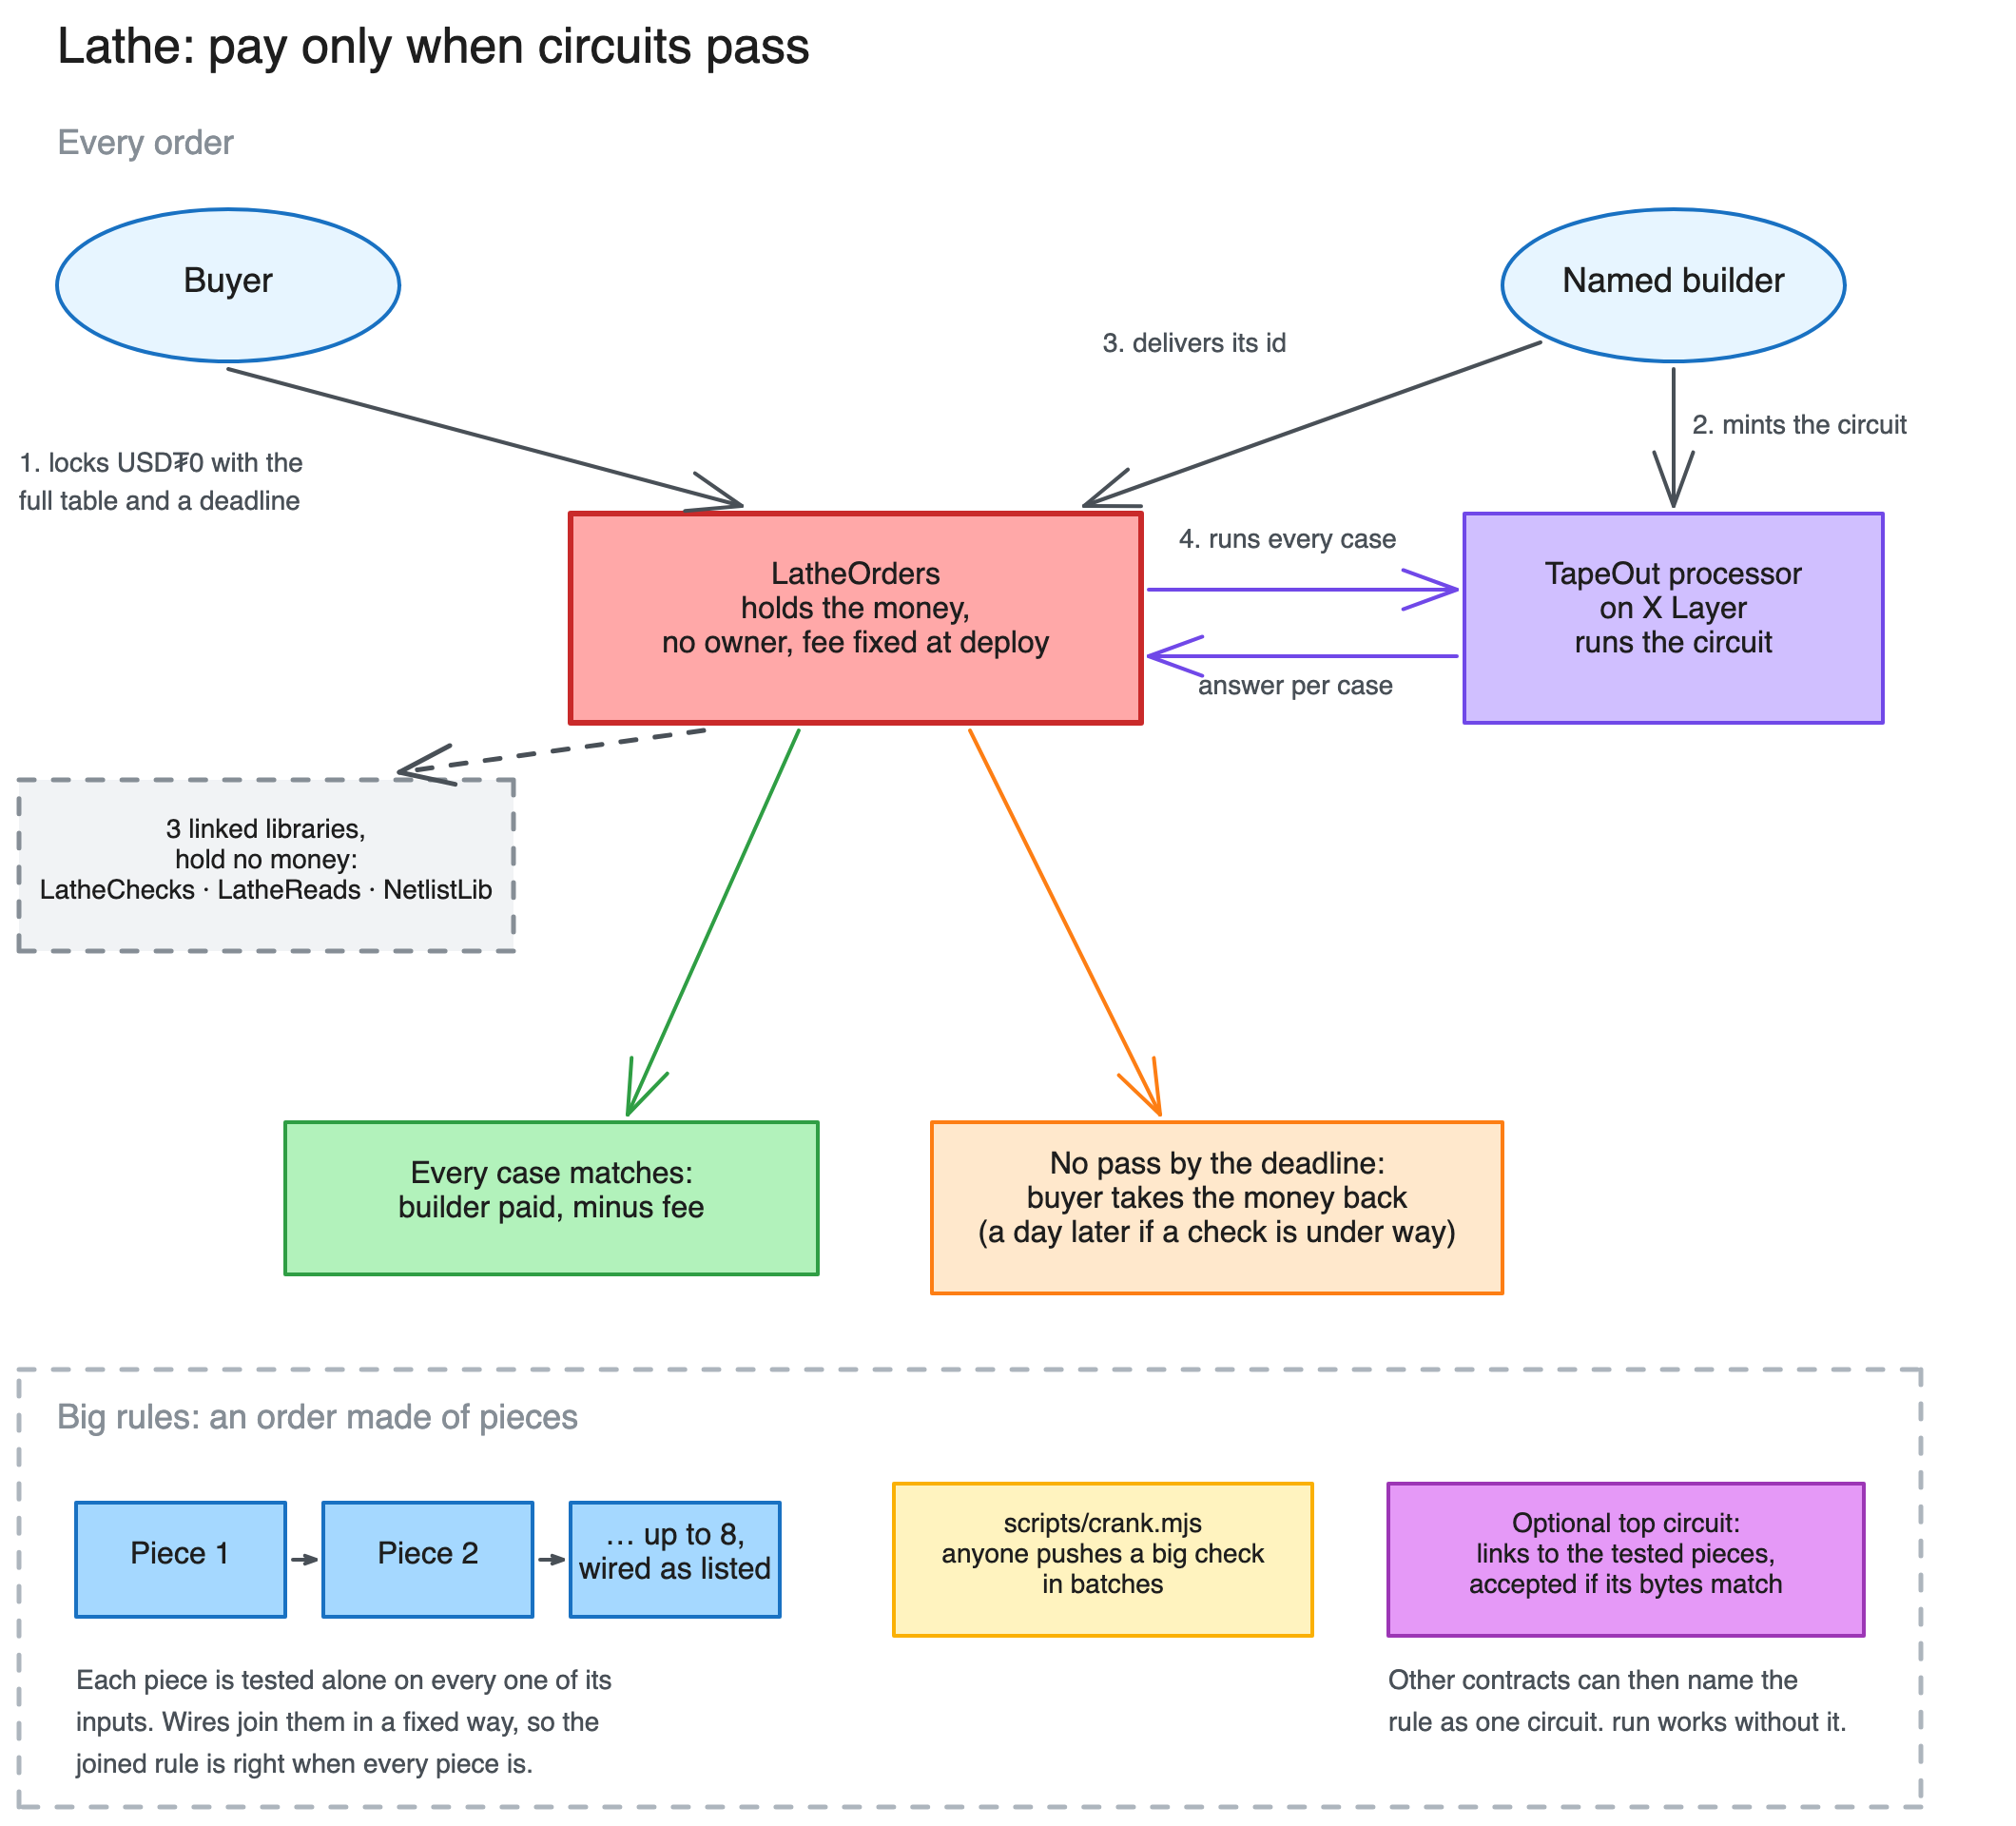 Lathe: pay only when circuits pass
Every order
Buyer
Named builder
3. delivers its id
2. mints the circuit
1. locks USD₮0 with the
full table and a deadline
4. runs every case
LatheOrders
holds the money,
no owner, fee fixed at deploy
TapeOut processor
on X Layer
runs the circuit
answer per case
3 linked libraries,
hold no money:
LatheChecks · LatheReads · NetlistLib
Every case matches:
builder paid, minus fee
No pass by the deadline:
buyer takes the money back
(a day later if a check is under way)
Big rules: an order made of pieces
Piece 1
Piece 2
… up to 8,
wired as listed
scripts/crank.mjs
anyone pushes a big check
in batches
Optional top circuit:
links to the tested pieces,
accepted if its bytes match
Each piece is tested alone on every one of its
inputs. Wires join them in a fixed way, so the
joined rule is right when every piece is.
Other contracts can then name the
rule as one circuit. run works without it.